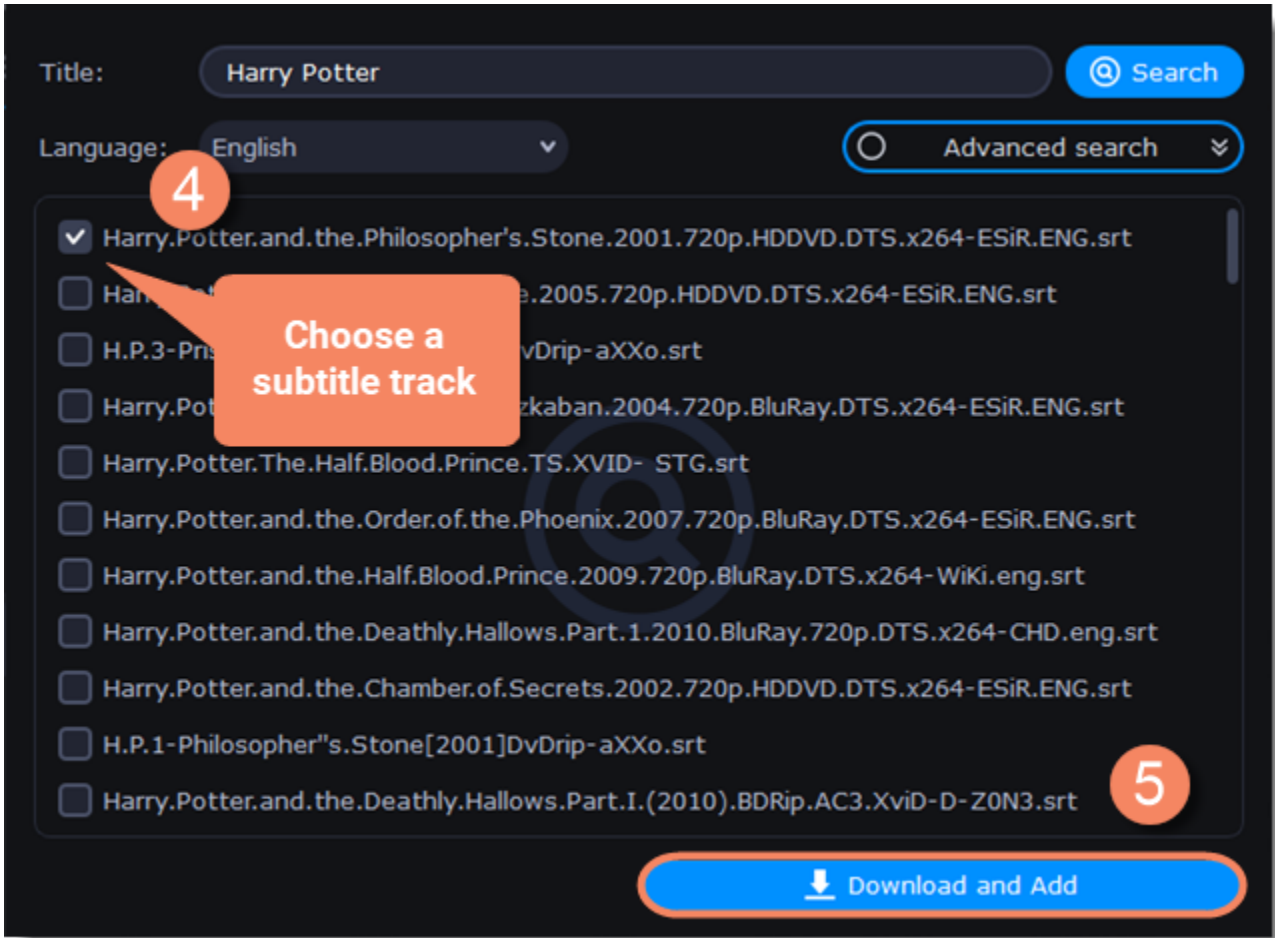 Title:
Harry Potter
Search
Language:
English
Advanced search
4
Harry.Potter.and.the.Philosopher's.Stone.2001.720p.HDDVD.DTS.x264-ESiR.ENG.srt
.2005.720p.HDDVD.DTS.x264-ESiR.ENG.srt
Choose a
subtitle track
H.P.3-Pris
vDrip-aXXo.srt
Harry.Pot
zkaban.2004.720p.BluRay.DTS.x264-ESiR.ENG.srt
Harry.Potter.The.Half.Blood.Prince.TS.XVID- STG.srt
Harry.Potter.and.the.Order.of.the.Phoenix.2007.720p.BluRay.DTS.x264-ESiR.ENG.srt
Harry.Potter.and.the.Half.Blood.Prince.2009.720p.BluRay.DTS.x264-WiKi.eng.srt
Harry.Potter.and.the.Deathly.Hallows.Part.1.2010.BluRay.720p.DTS.x264-CHD.eng.srt
Harry.Potter.and.the.Chamber.of.Secrets.2002.720p.HDDVD.DTS.x264-ESiR.ENG.srt
H.P.1-Philosopher"s.Stone[2001]DvDrip-aXXo.srt
Harry.Potter.and.the.Deathly.Hallows.Part.I.(2010).BDRip.AC3.XviD-D-Z0N3.srt
5
Download and Add